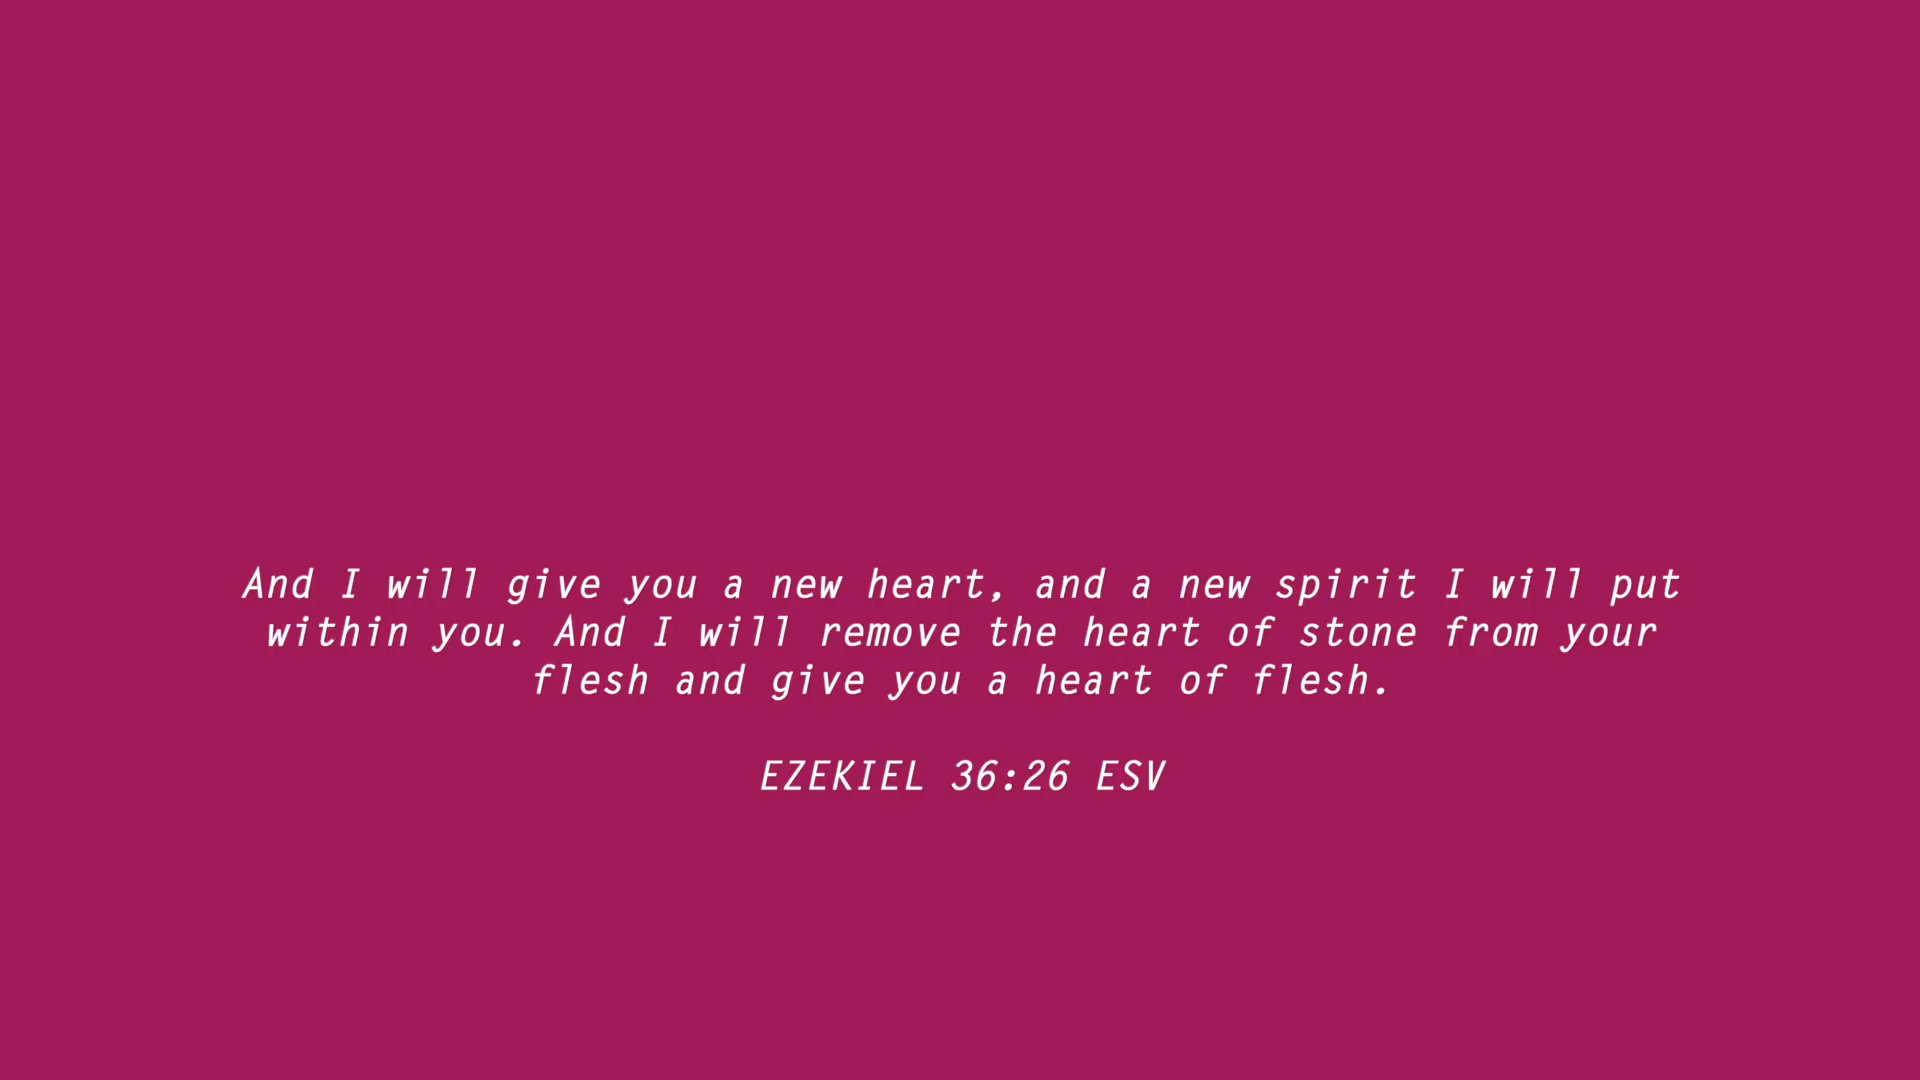 And I will give you a new heart, and a new spirit I will put
within you. And I will remove the heart of stone from your
flesh and give you a heart of flesh.
EZEKIEL 36:26 ESV